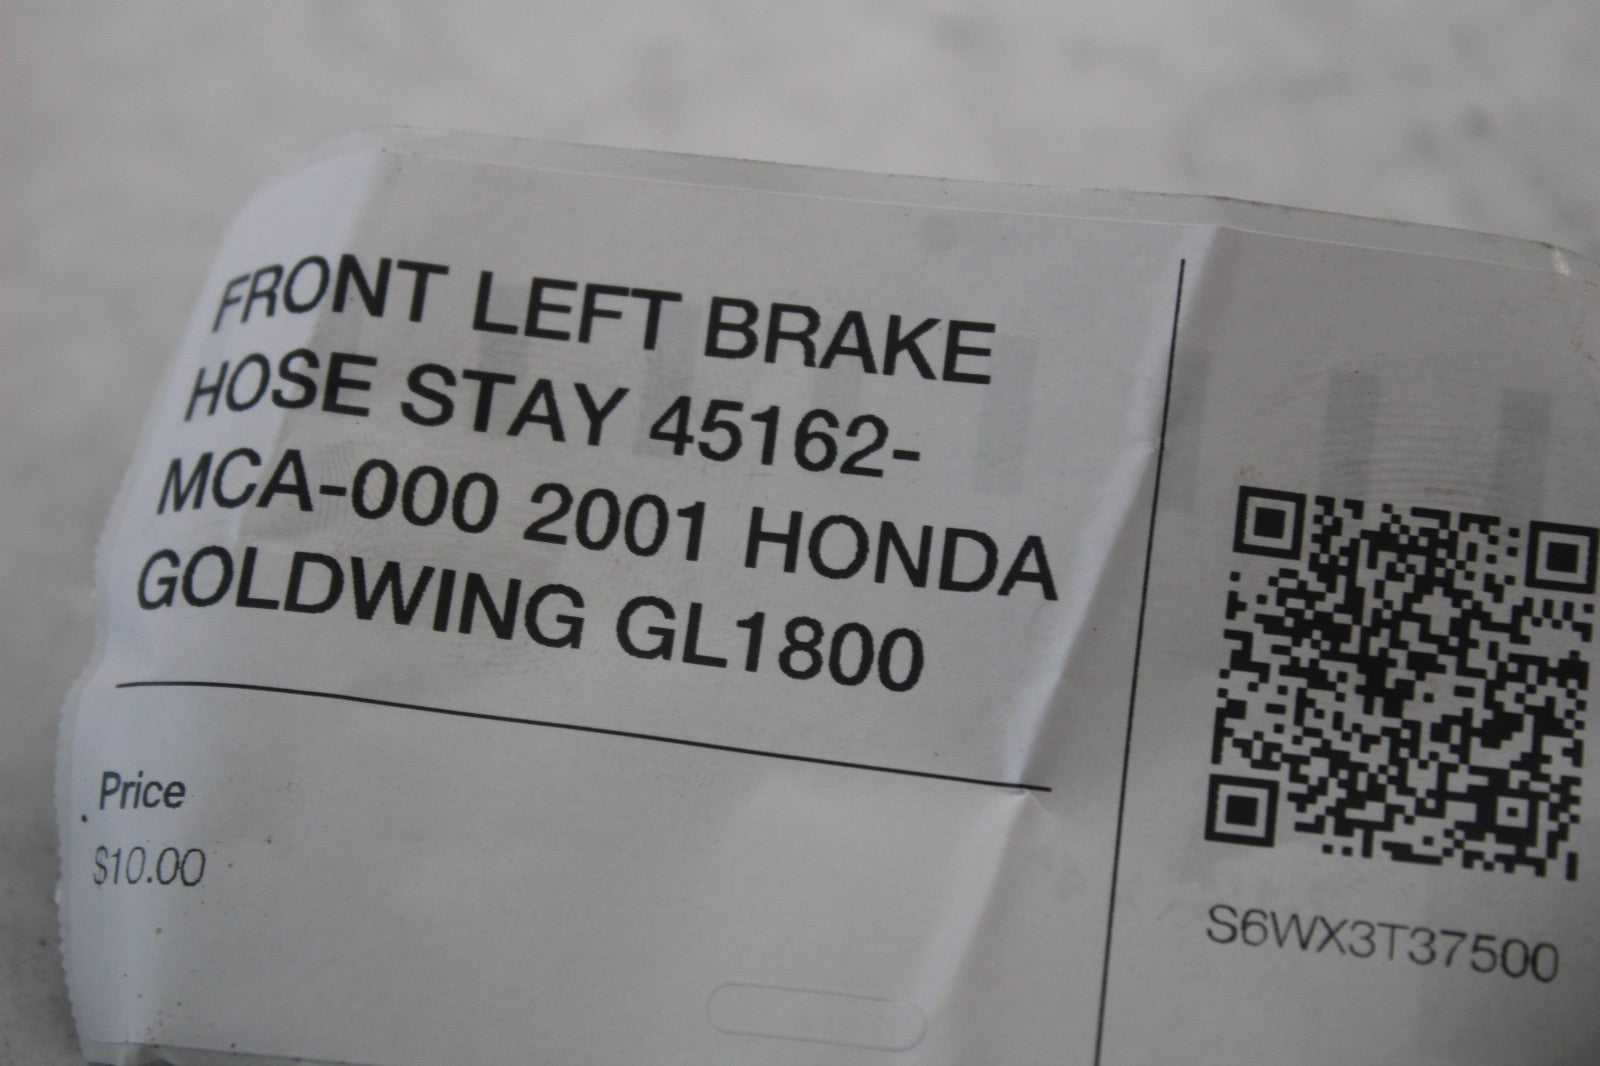 FRONT LEFT BRAKE
HOSE STAY 45162-
MCA-000 2001 HONDA
GOLDWING GL1800
Price
$10.00
S6WX3T37500